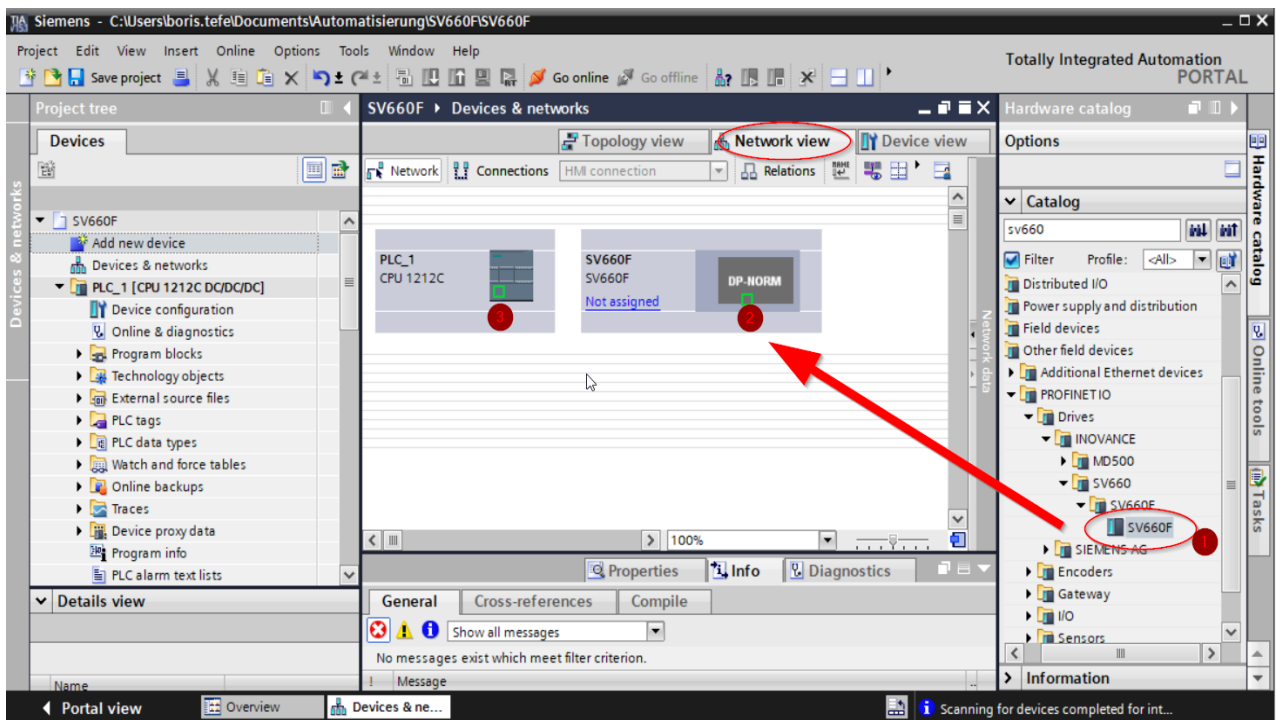 Siemens - C:\Users\boris.tefe\Documents\Automatisierung\SV660F\SV660F
Project Edit View Insert Online Options Tools Window Help
Totally Integrated Automation
PORTAL
Save project
Go online
Go offline
Project tree
Devices
Devices & networks
SV660F
Add new device
Devices & networks
PLC_1 [CPU 1212C DC/DC/DC]
Device configuration
Online & diagnostics
Program blocks
Technology objects
External source files
PLC tags
PLC data types
Watch and force tables
Online backups
Traces
Device proxy data
Program info
PLC alarm text lists
Details view
Name
SV660F Devices & networks
Topology view
Network view
Device view
Network
Connections
HMI connection
Relations
PLC_1
CPU 1212C
3
SV660F
SV660F
Not assigned
DP-NORM
2
Network data
100%
Properties
Info
Diagnostics
General
Cross-references
Compile
Show all messages
No messages exist which meet filter criterion.
! Message
Hardware catalog
Options
Catalog
sv660
Filter Profile: <All>
Distributed I/O
Power supply and distribution
Field devices
Other field devices
Additional Ethernet devices
PROFINET IO
Drives
INOVANCE
MD500
SV660
SV660F
SV660F
1
SIEMENS AG
Encoders
Gateway
I/O
Sensors
Information
Hardware catalog
Online tools
Tasks
Portal view
Overview
Devices & ne...
Scanning for devices completed for int...